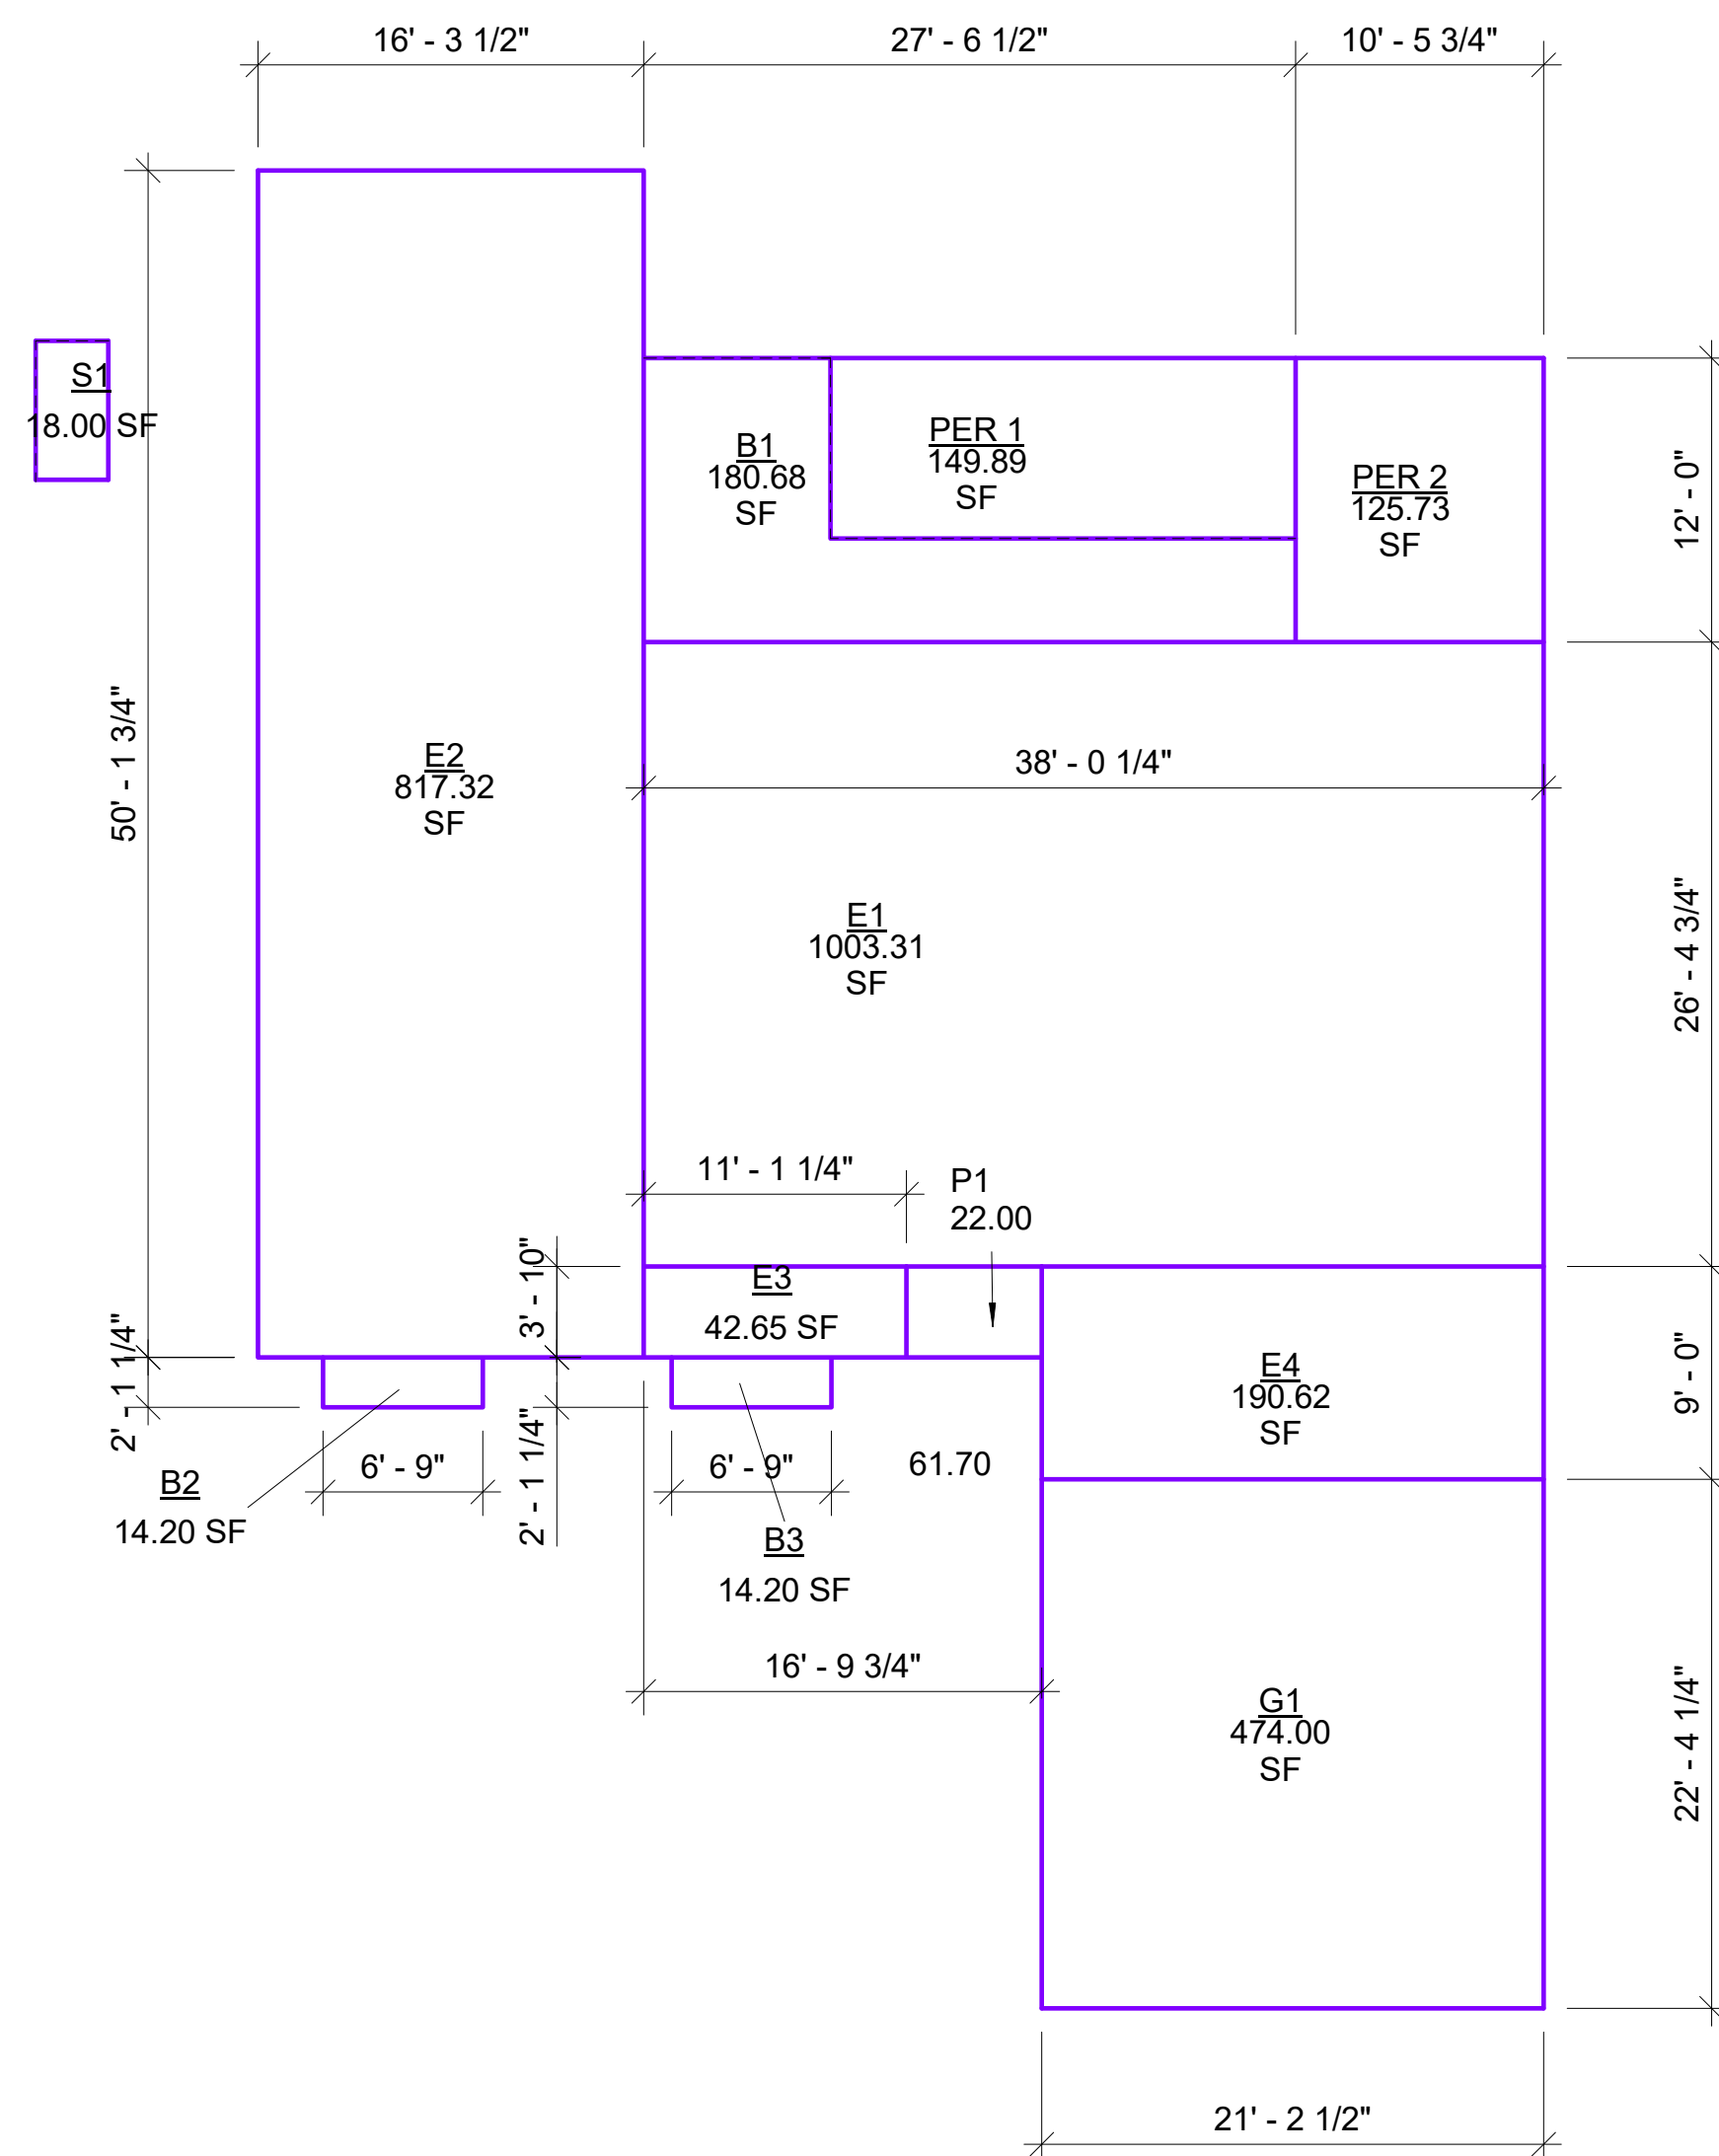 16' - 3 1/2"
27' - 6 1/2"
10' - 5 3/4"
S1
18.00 SF
B1
180.68
SF
PER 1
149.89
SF
PER 2
125.73
SF
12' - 0"
50' - 1 3/4"
E2
817.32
SF
38' - 0 1/4"
E1
1003.31
SF
26' - 4 3/4"
11' - 1 1/4"
P1
22.00
3' - 10"
E3
42.65 SF
2' - 1 1/4"
E4
190.62
SF
9' - 0"
6' - 9"
2' - 1 1/4"
6' - 9"
61.70
B2
14.20 SF
B3
14.20 SF
16' - 9 3/4"
G1
474.00
SF
22' - 4 1/4"
21' - 2 1/2"